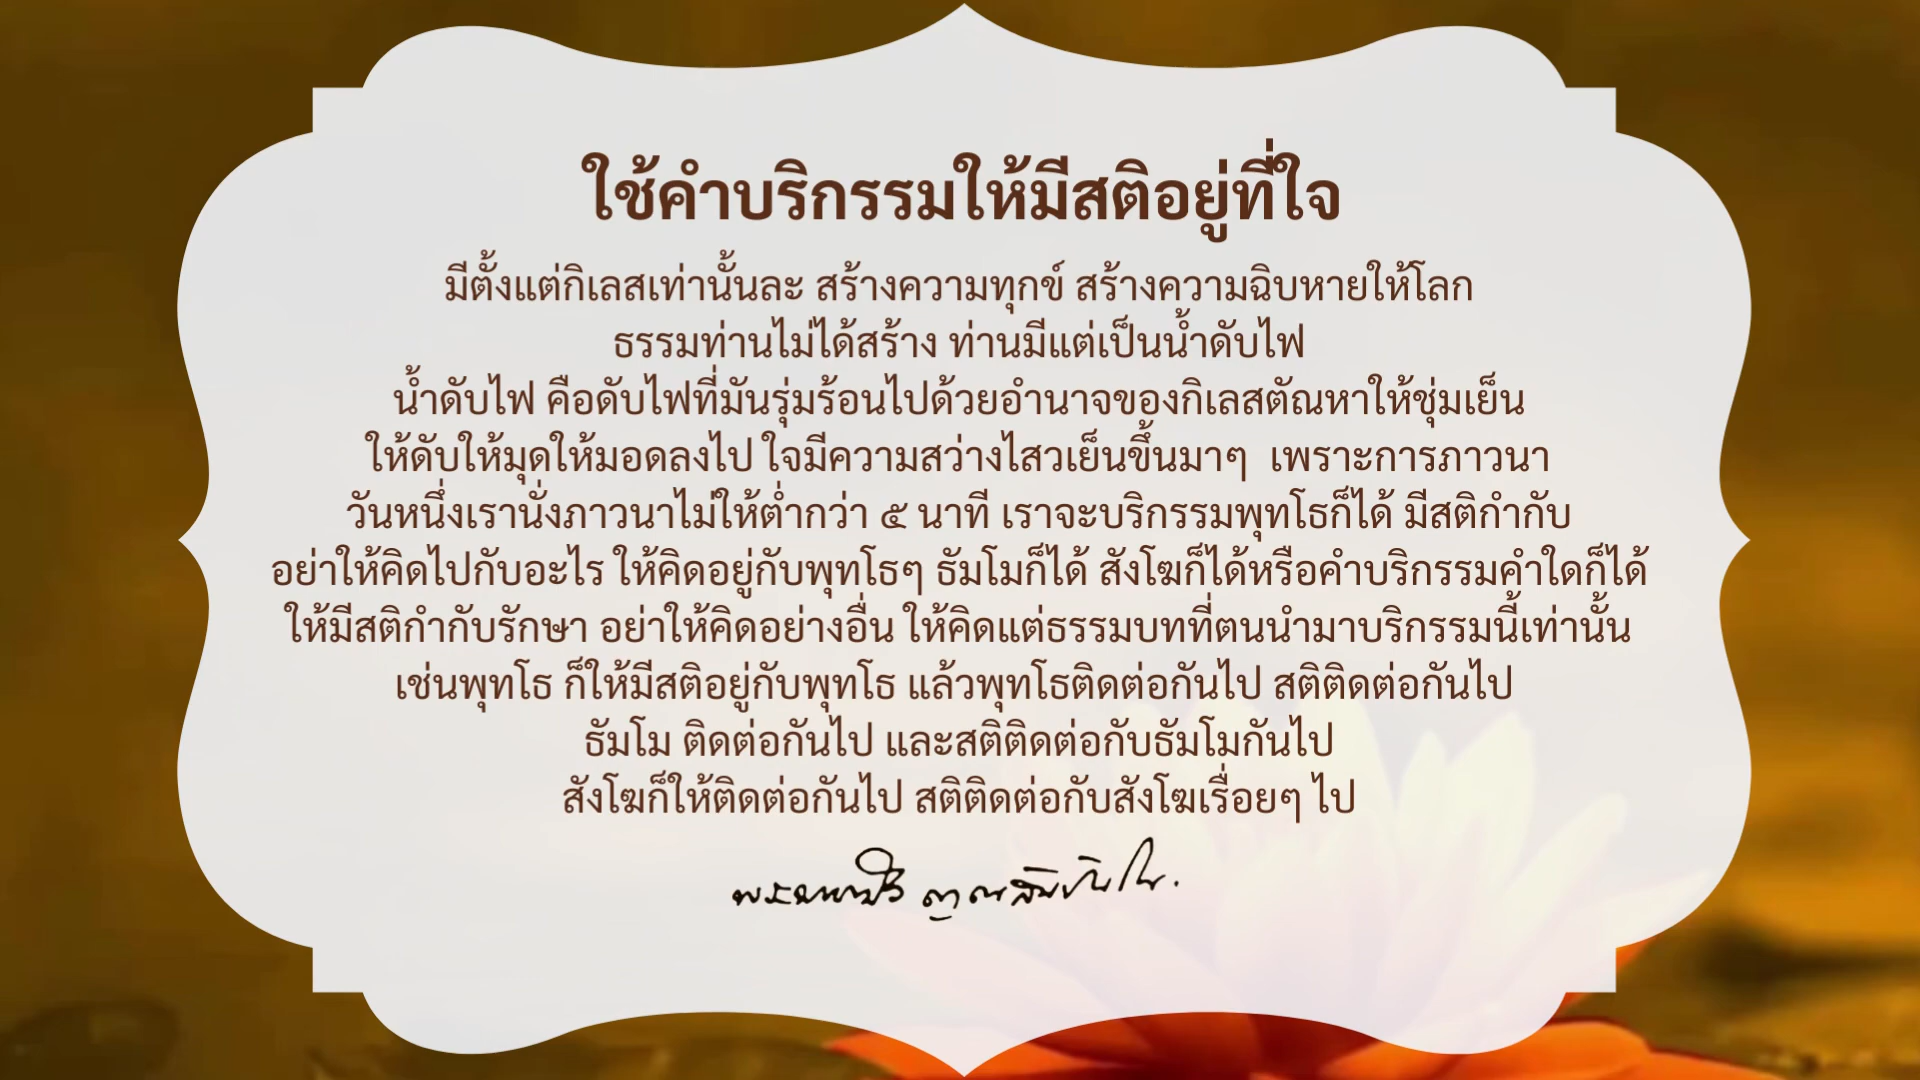 ใช้คำบริกรรมให้มีสติอยู่ที่ใจ
มีตั้งแต่กิเลสเท่านั้นละ สร้างความทุกข์ สร้างความฉิบหายให้โลก
ธรรมท่านไม่ได้สร้าง ท่านมีแต่เป็นน้ำดับไฟ
น้ำดับไฟ คือดับไฟที่มันรุ่มร้อนไปด้วยอำนาจของกิเลสตัณหาให้ชุ่มเย็น
ให้ดับให้มุดให้มอดลงไป ใจมีความสว่างไสวเย็นขึ้นมาๆ เพราะการภาวนา
วันหนึ่งเรานั่งภาวนาไม่ให้ต่ำกว่า ๕ นาที เราจะบริกรรมพุทโธก็ได้ มีสติกำกับ
อย่าให้คิดไปกับอะไร ให้คิดอยู่กับพุทโธๆ ธัมโมก็ได้ สังโฆก็ได้หรือคำบริกรรมคำใดก็ได้
ให้มีสติกำกับรักษา อย่าให้คิดอย่างอื่น ให้คิดแต่ธรรมบทที่ตนนำมาบริกรรมนี้เท่านั้น
เช่นพุทโธ ก็ให้มีสติอยู่กับพุทโธ แล้วพุทโธติดต่อกันไป สติติดต่อกันไป
ธัมโม ติดต่อกันไป และสติติดต่อกับธัมโมกันไป
สังโฆก็ให้ติดต่อกันไป สติติดต่อกับสังโฆเรื่อยๆ ไป